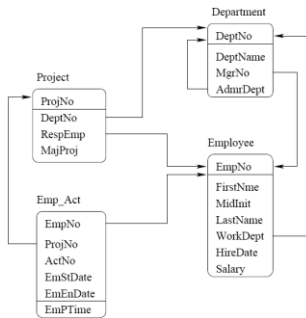 Department
DeptNo
DeptName
MgrNo
AdmrDept
Project
ProjNo
DeptNo
RespEmp
MajProj
Employee
EmpNo
FirstNme
MidInit
LastName
WorkDept
HireDate
Salary
Emp_Act
EmpNo
ProjNo
ActNo
EmStDate
EmEnDate
EmPTime